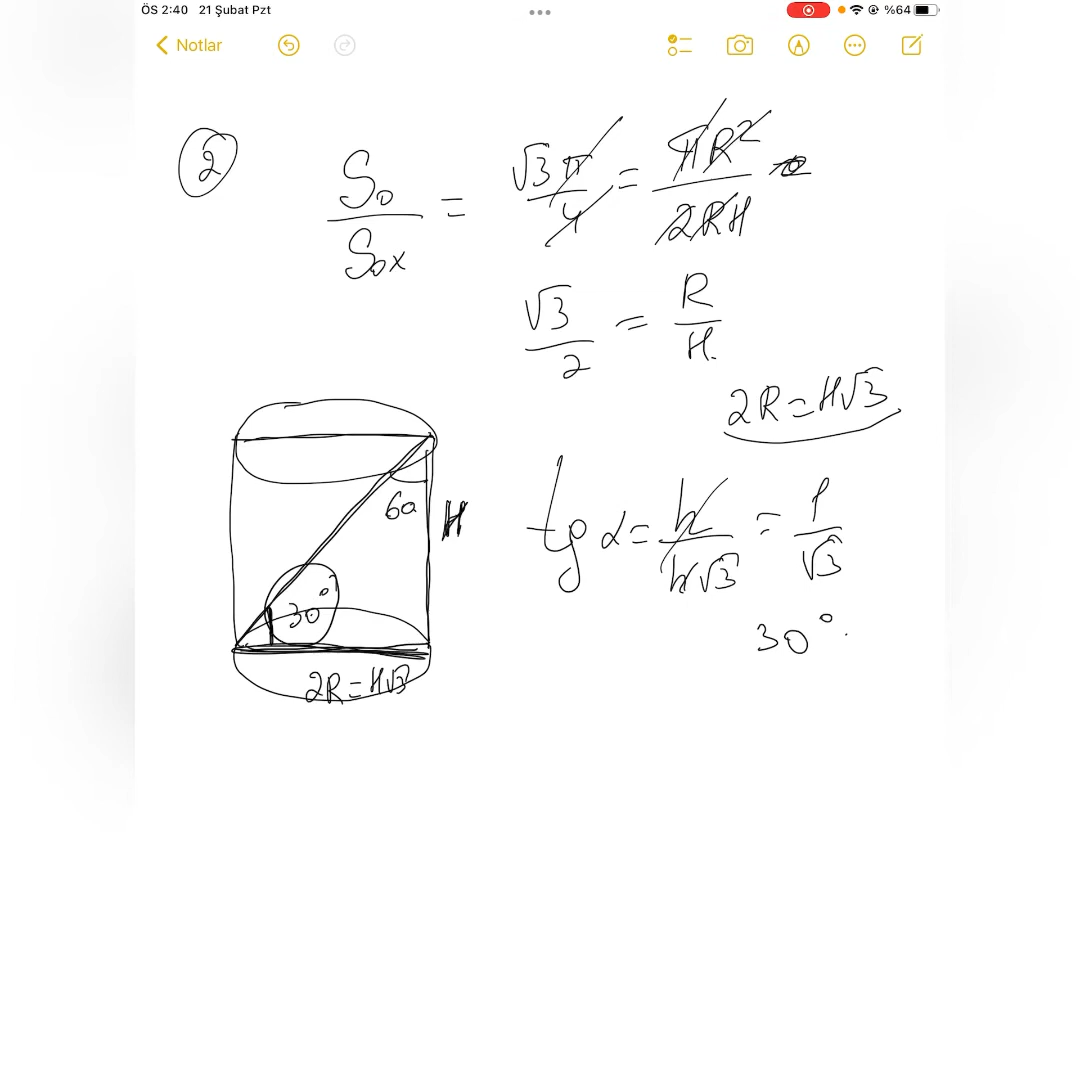 ÖS 2:40 21 Şubat Pzt
%64
Notlar
2
S₀/S₀ₓ = √3π/4 = πR²/2RH
√3/2 = R/H.
2R=H√3
60
H
tg α = h/h√3 = 1/√3
30°
30°.
2R=H√3